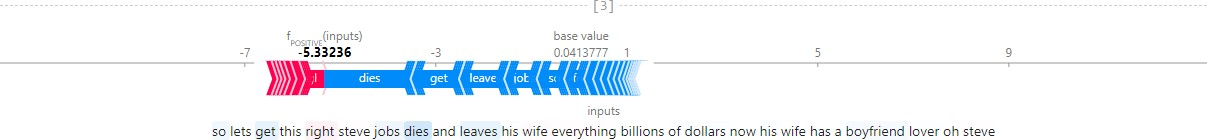 [3]
f POSITIVE (inputs) base value
-7 -5.33236 -3 0.0413777 1 5 9
dies get leave job so f
inputs
so lets get this right steve jobs dies and leaves his wife everything billions of dollars now his wife has a boyfriend lover oh steve